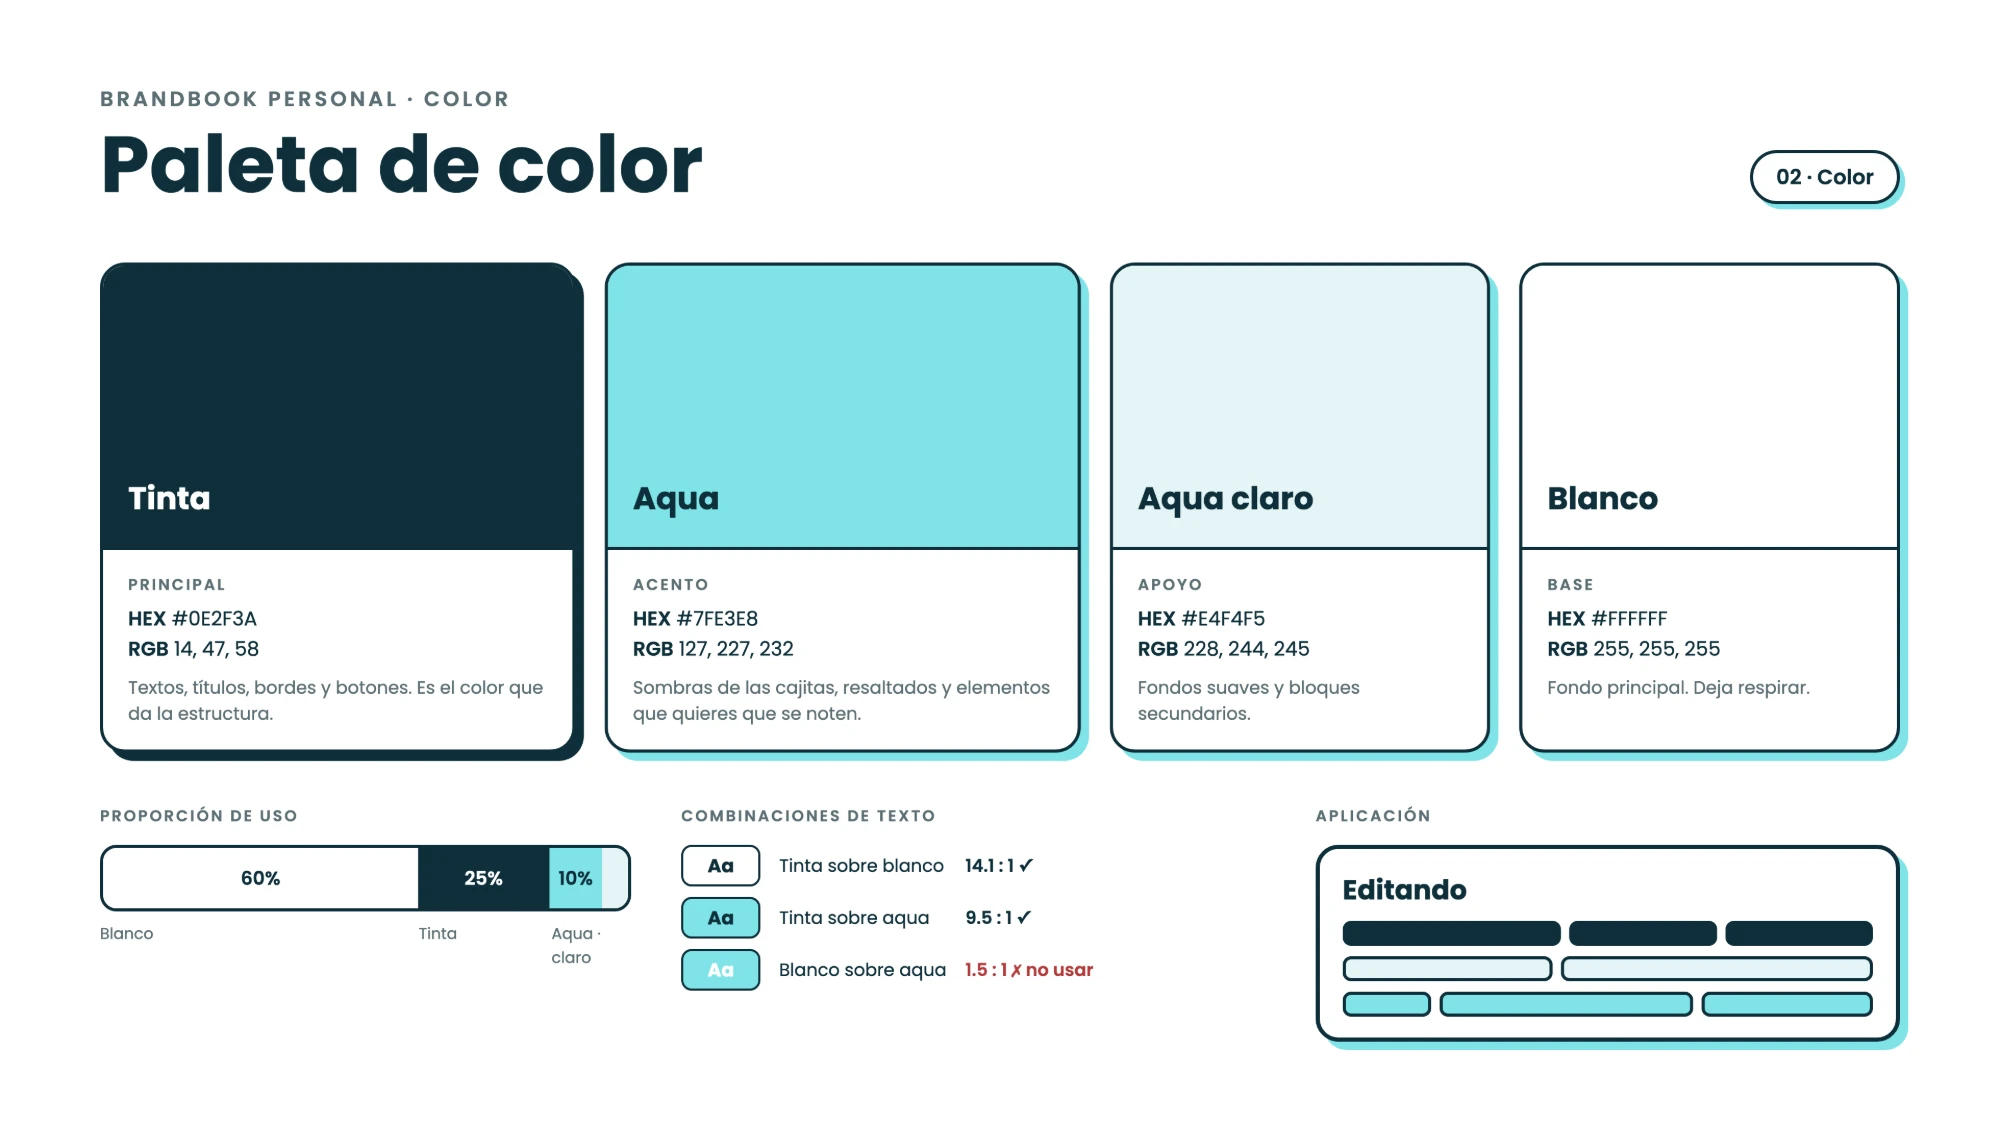 BRANDBOOK PERSONAL · COLOR
Paleta de color
02 · Color
Tinta
PRINCIPAL
HEX #0E2F3A
RGB 14, 47, 58
Textos, títulos, bordes y botones. Es el color que
da la estructura.
Aqua
ACENTO
HEX #7FE3E8
RGB 127, 227, 232
Sombras de las cajitas, resaltados y elementos
que quieres que se noten.
Aqua claro
APOYO
HEX #E4F4F5
RGB 228, 244, 245
Fondos suaves y bloques
secundarios.
Blanco
BASE
HEX #FFFFFF
RGB 255, 255, 255
Fondo principal. Deja respirar.
PROPORCIÓN DE USO
60% 25% 10%
Blanco Tinta Aqua ·
claro
COMBINACIONES DE TEXTO
Aa Tinta sobre blanco 14.1 : 1 ✓
Aa Tinta sobre aqua 9.5 : 1 ✓
Aa Blanco sobre aqua 1.5 : 1 ✗ no usar
APLICACIÓN
Editando